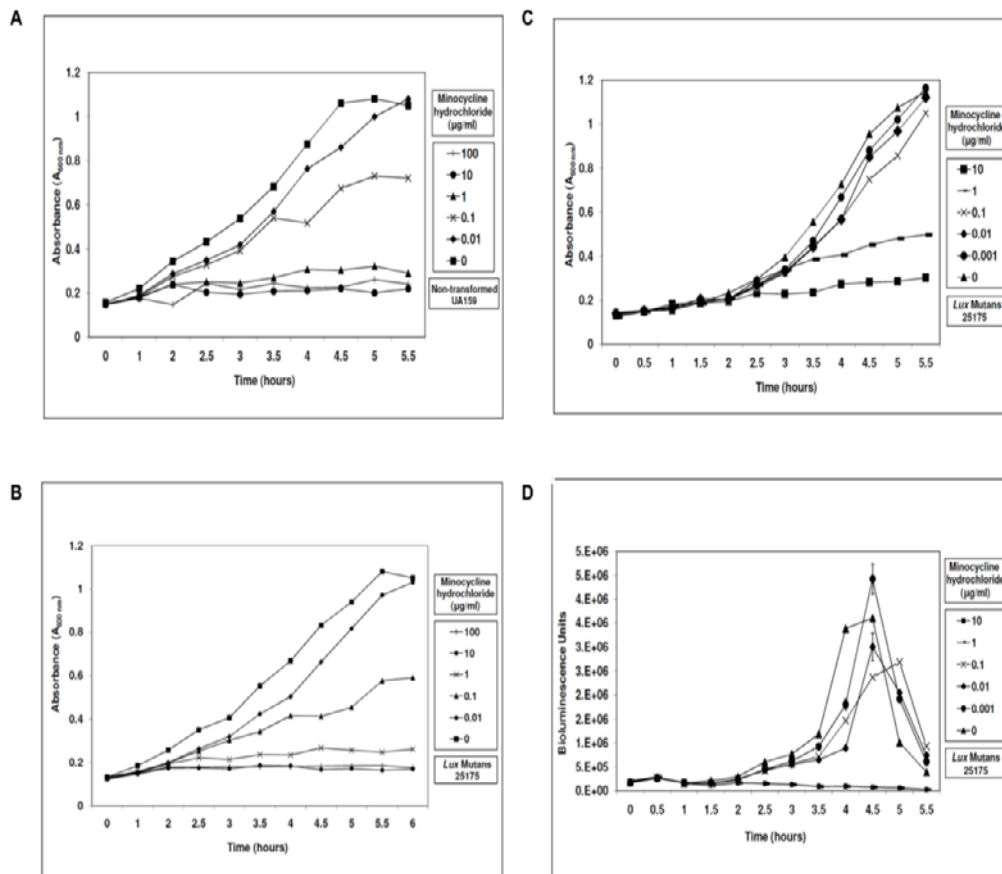 A
1.2
1
0.8
0.6
0.4
0.2
0
Absorbance (A600 nm)
0 1 2 2.5 3 3.5 4 4.5 5 5.5
Time (hours)
Minocycline
hydrochloride
(µg/ml)
100
10
1
0.1
0.01
0
Non-transformed
UA159
C
1.2
1
0.8
0.6
0.4
0.2
0
Absorbance (A600 nm)
0 0.5 1 1.5 2 2.5 3 3.5 4 4.5 5 5.5
Time (hours)
Minocycline
hydrochloride
(µg/ml)
10
1
0.1
0.01
0.001
0
Lux Mutans
25175
B
1.2
1
0.8
0.6
0.4
0.2
0
Absorbance (A600 nm)
0 1 2 2.5 3 3.5 4 4.5 5 5.5 6
Time (hours)
Minocycline
hydrochloride
(µg/ml)
100
10
1
0.1
0.01
0
Lux Mutans
25175
D
5.E+06
5.E+06
4.E+06
4.E+06
3.E+06
3.E+06
2.E+06
2.E+06
1.E+06
5.E+05
0.E+00
Bioluminescence Units
0 0.5 1 1.5 2 2.5 3 3.5 4 4.5 5 5.5
Time (hours)
Minocycline
hydrochloride
(µg/ml)
10
1
0.1
0.01
0.001
0
Lux Mutans
25175